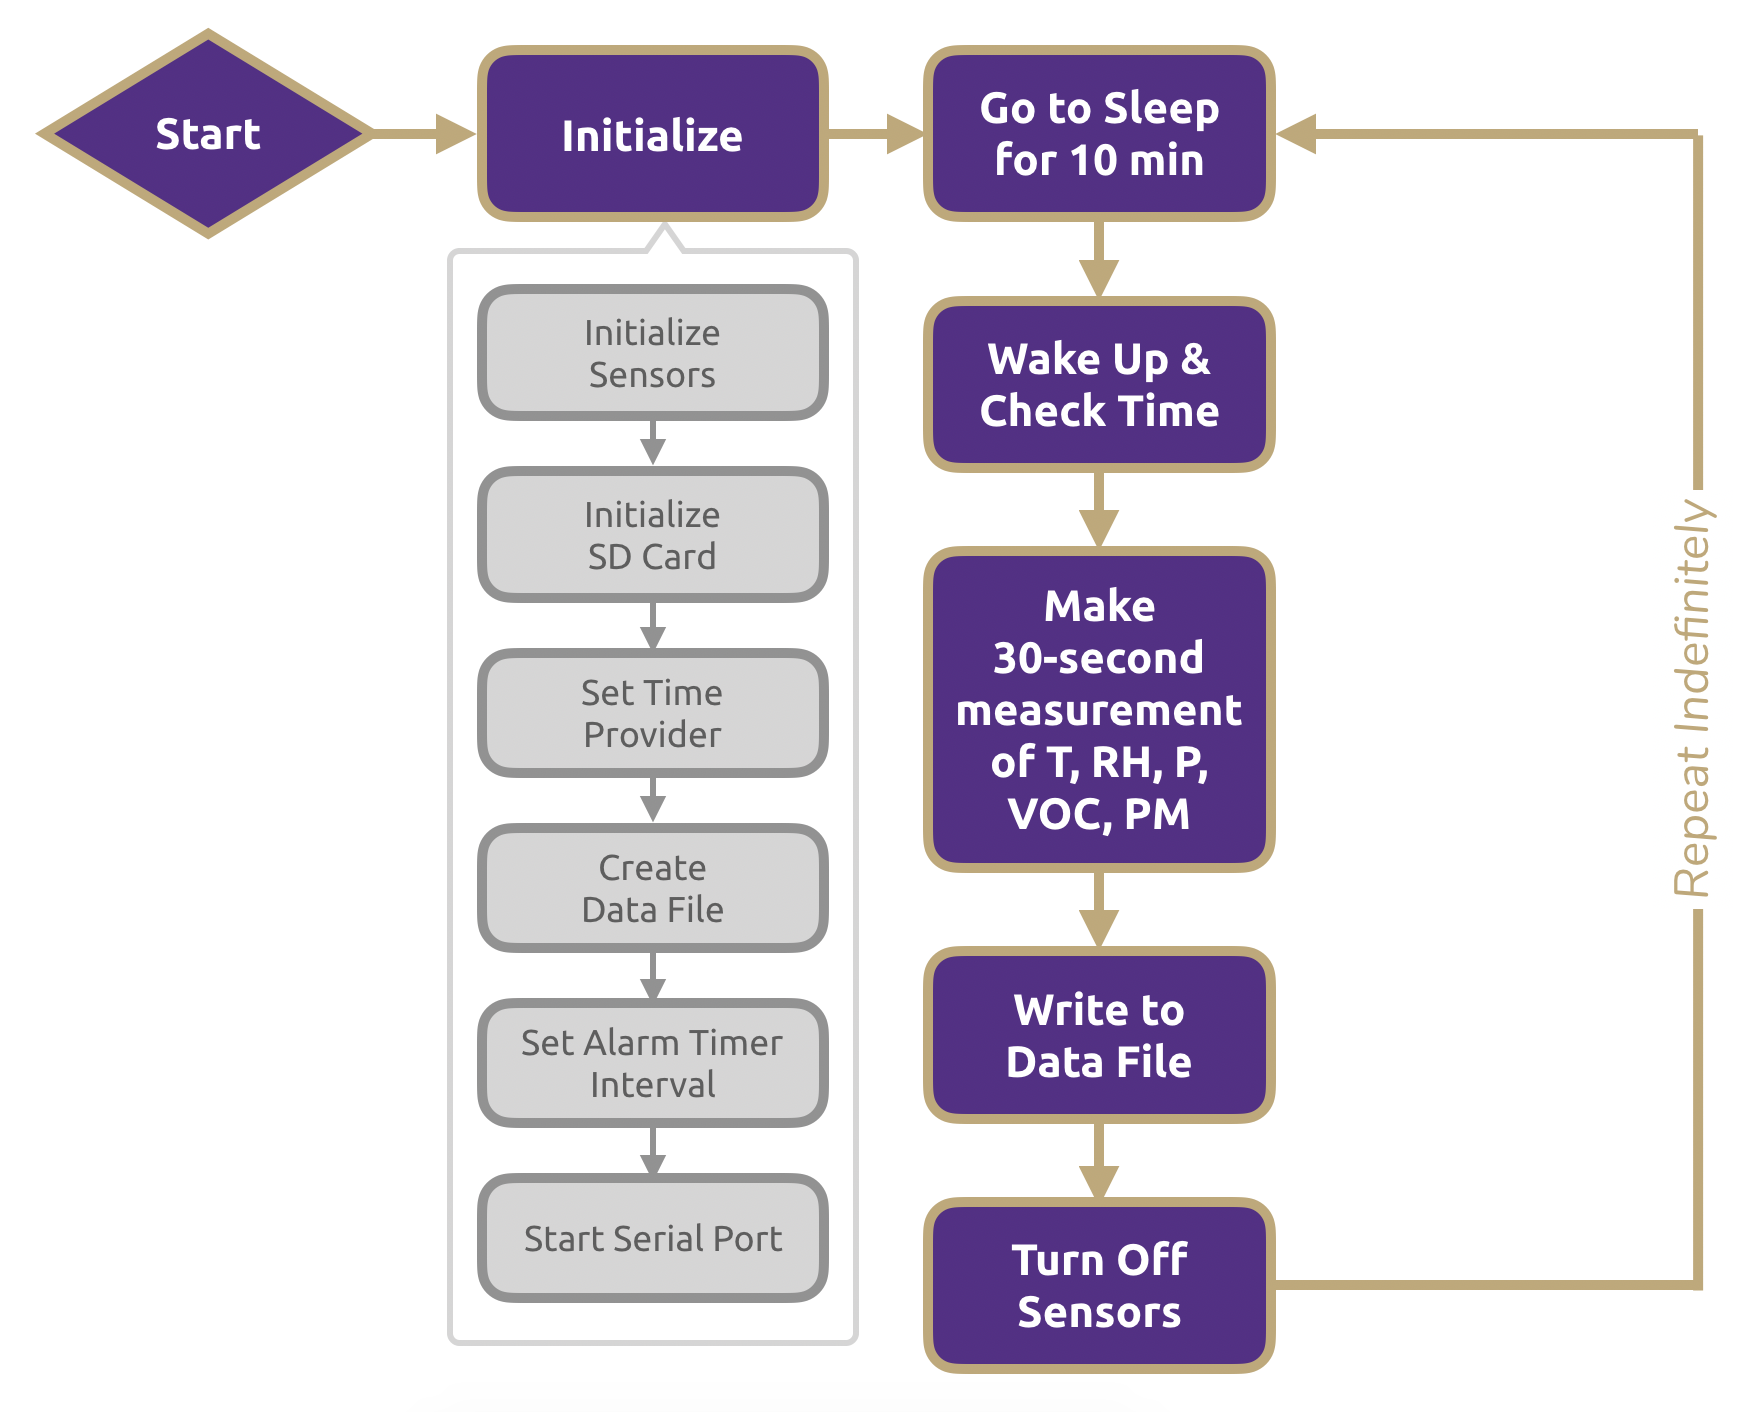 Start
Initialize
Initialize
Sensors
Initialize
SD Card
Set Time
Provider
Create
Data File
Set Alarm Timer
Interval
Start Serial Port
Go to Sleep
for 10 min
Wake Up &
Check Time
Make
30-second
measurement
of T, RH, P,
VOC, PM
Write to
Data File
Turn Off
Sensors
Repeat Indefinitely